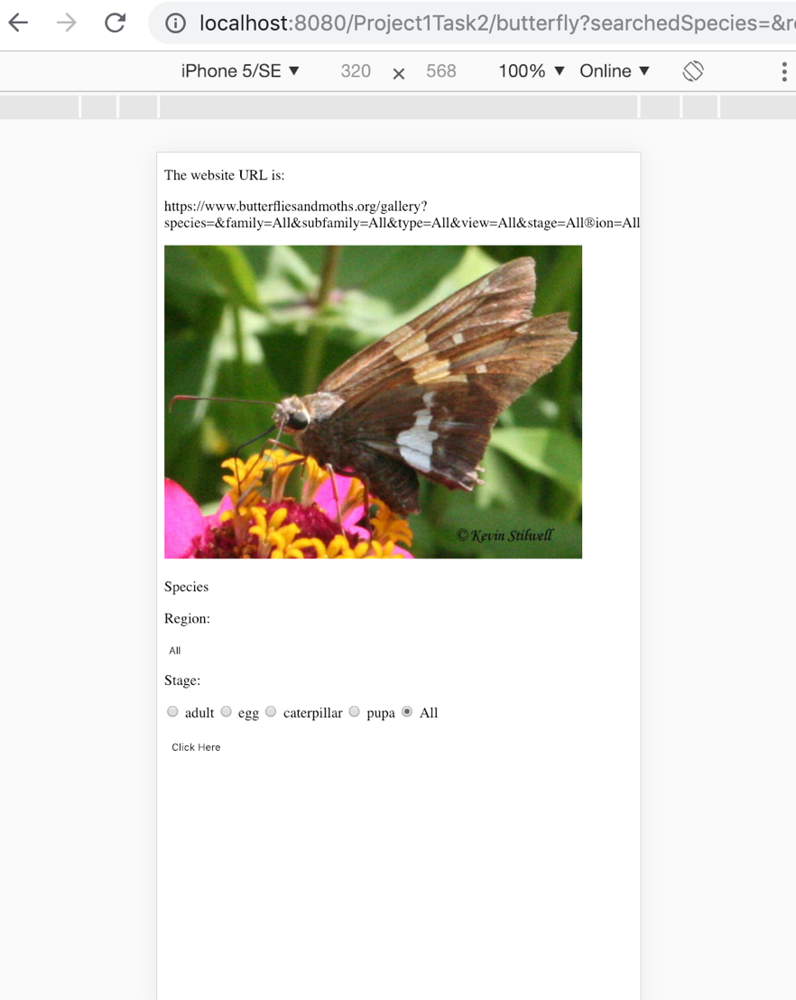 localhost:8080/Project1Task2/butterfly?searchedSpecies=&r
iPhone 5/SE ▼ 320 × 568 100% ▼ Online ▼
The website URL is:
https://www.butterfliesandmoths.org/gallery?
species=&family=All&subfamily=All&type=All&view=All&stage=All®ion=All
© Kevin Stilwell
Species
Region:
All
Stage:
adult egg caterpillar pupa All
Click Here